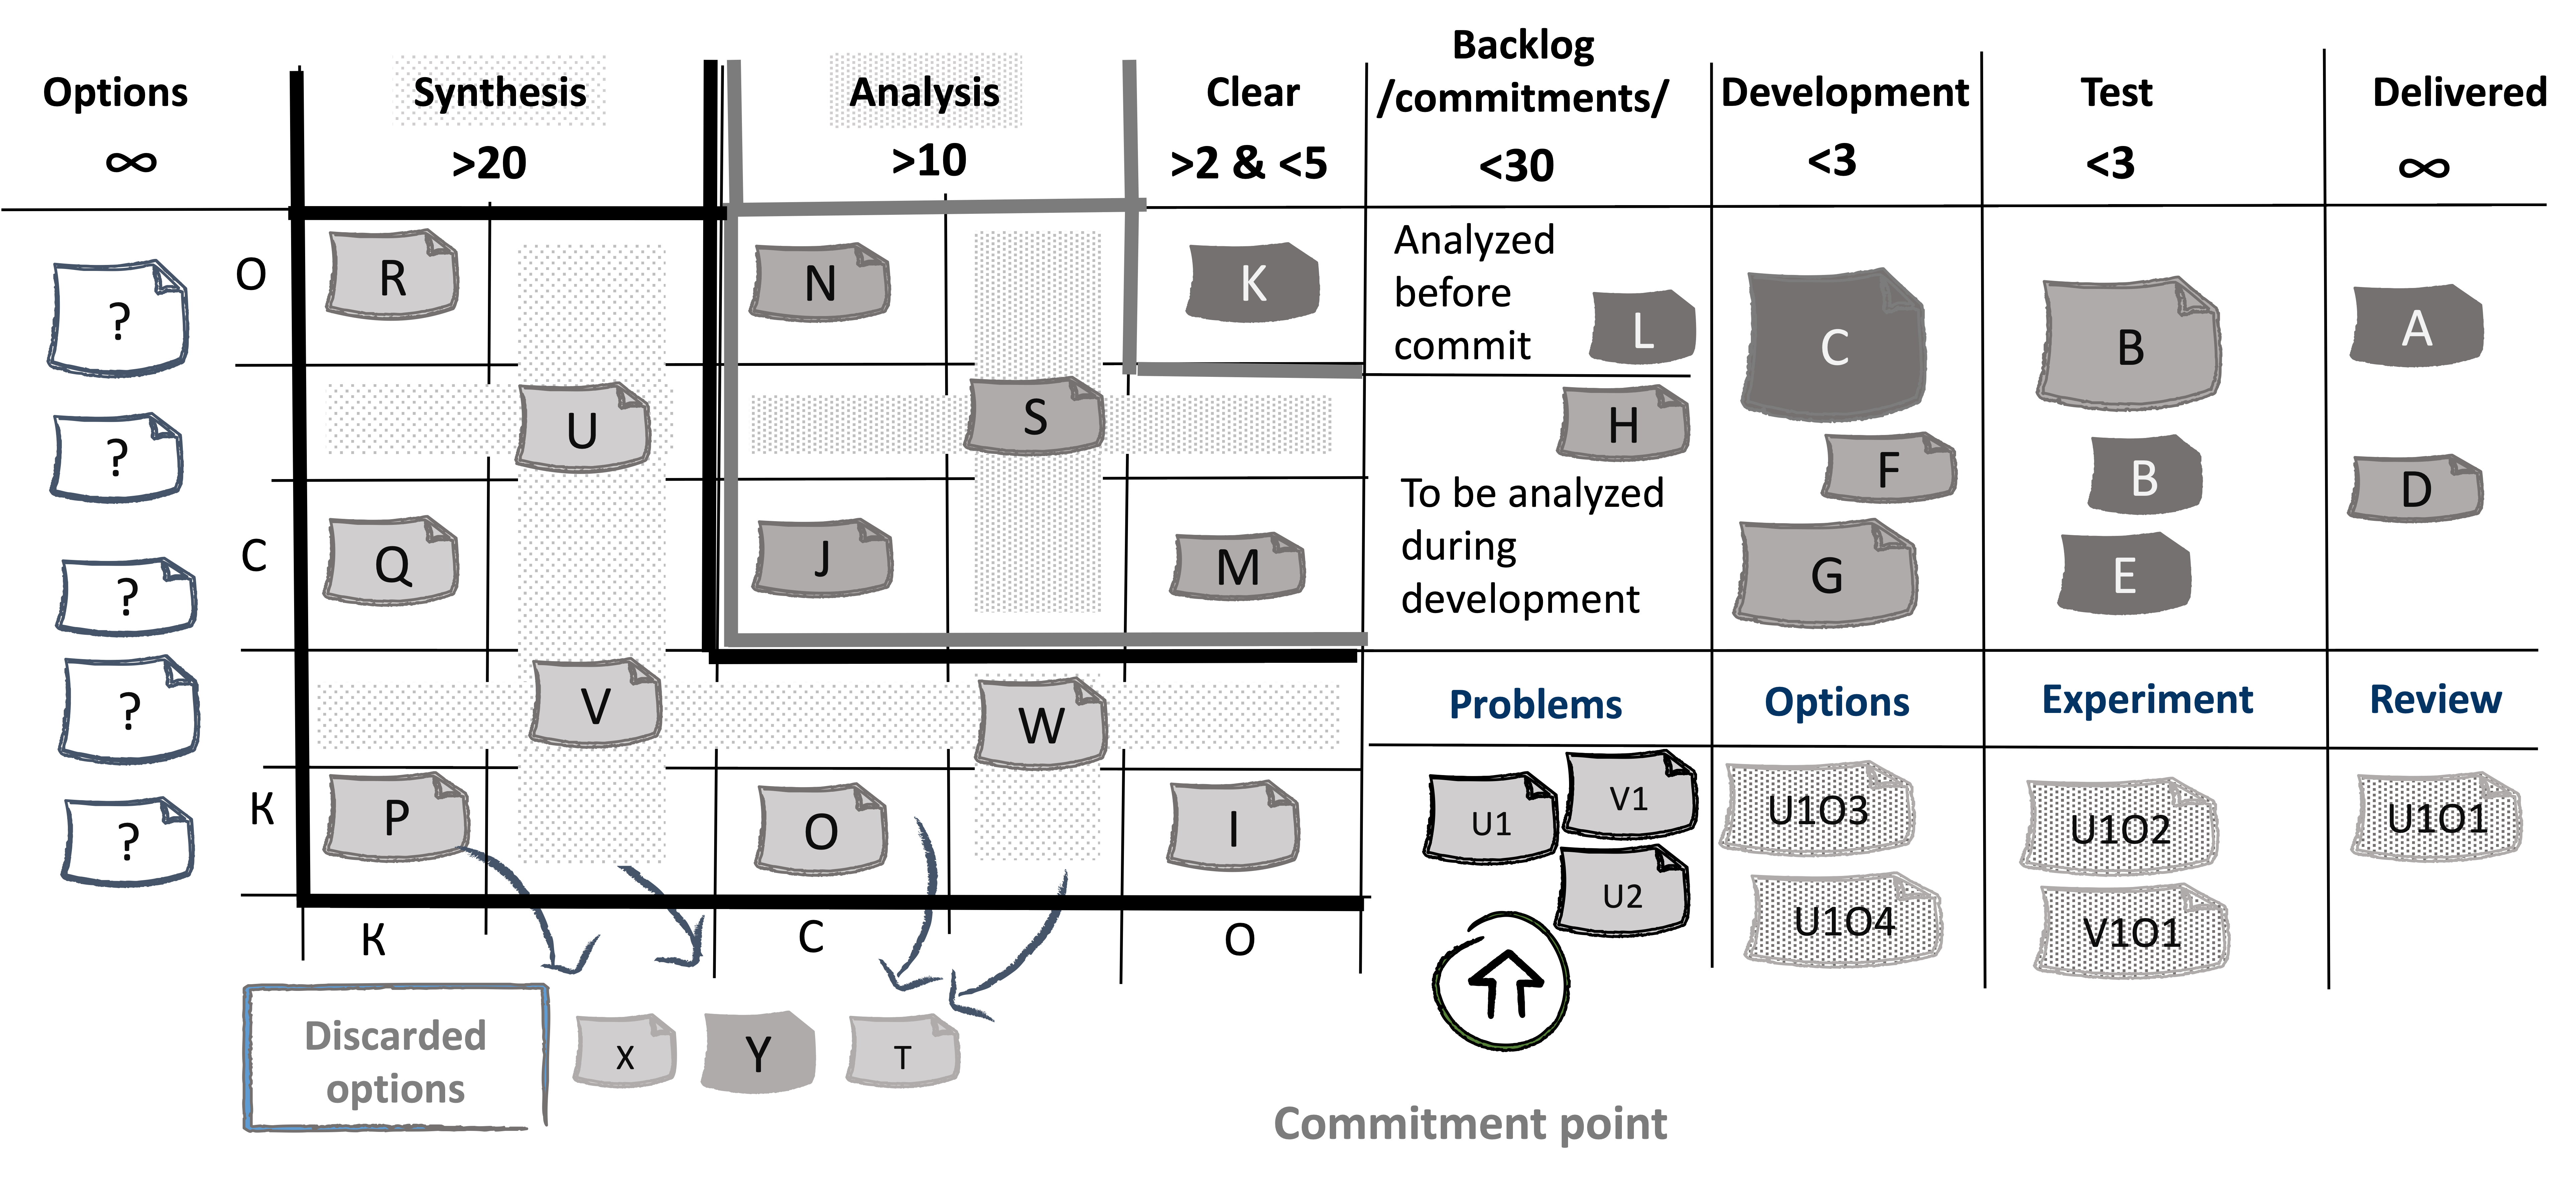 Options
Synthesis
Analysis
Clear
Backlog
/commitments/
Development
Test
Delivered
∞
>20
>10
>2 & <5
<30
<3
<3
∞
O
R
N
K
Analyzed
before
commit
L
C
B
A
?
?
U
S
H
F
B
D
C
Q
J
M
To be analyzed
during
development
G
E
?
?
V
W
Problems
Options
Experiment
Review
K
P
O
I
U1
V1
U2
U1O3
U1O2
U1O1
?
U1O4
V1O1
K
C
O
Discarded
options
X
Y
T
Commitment point